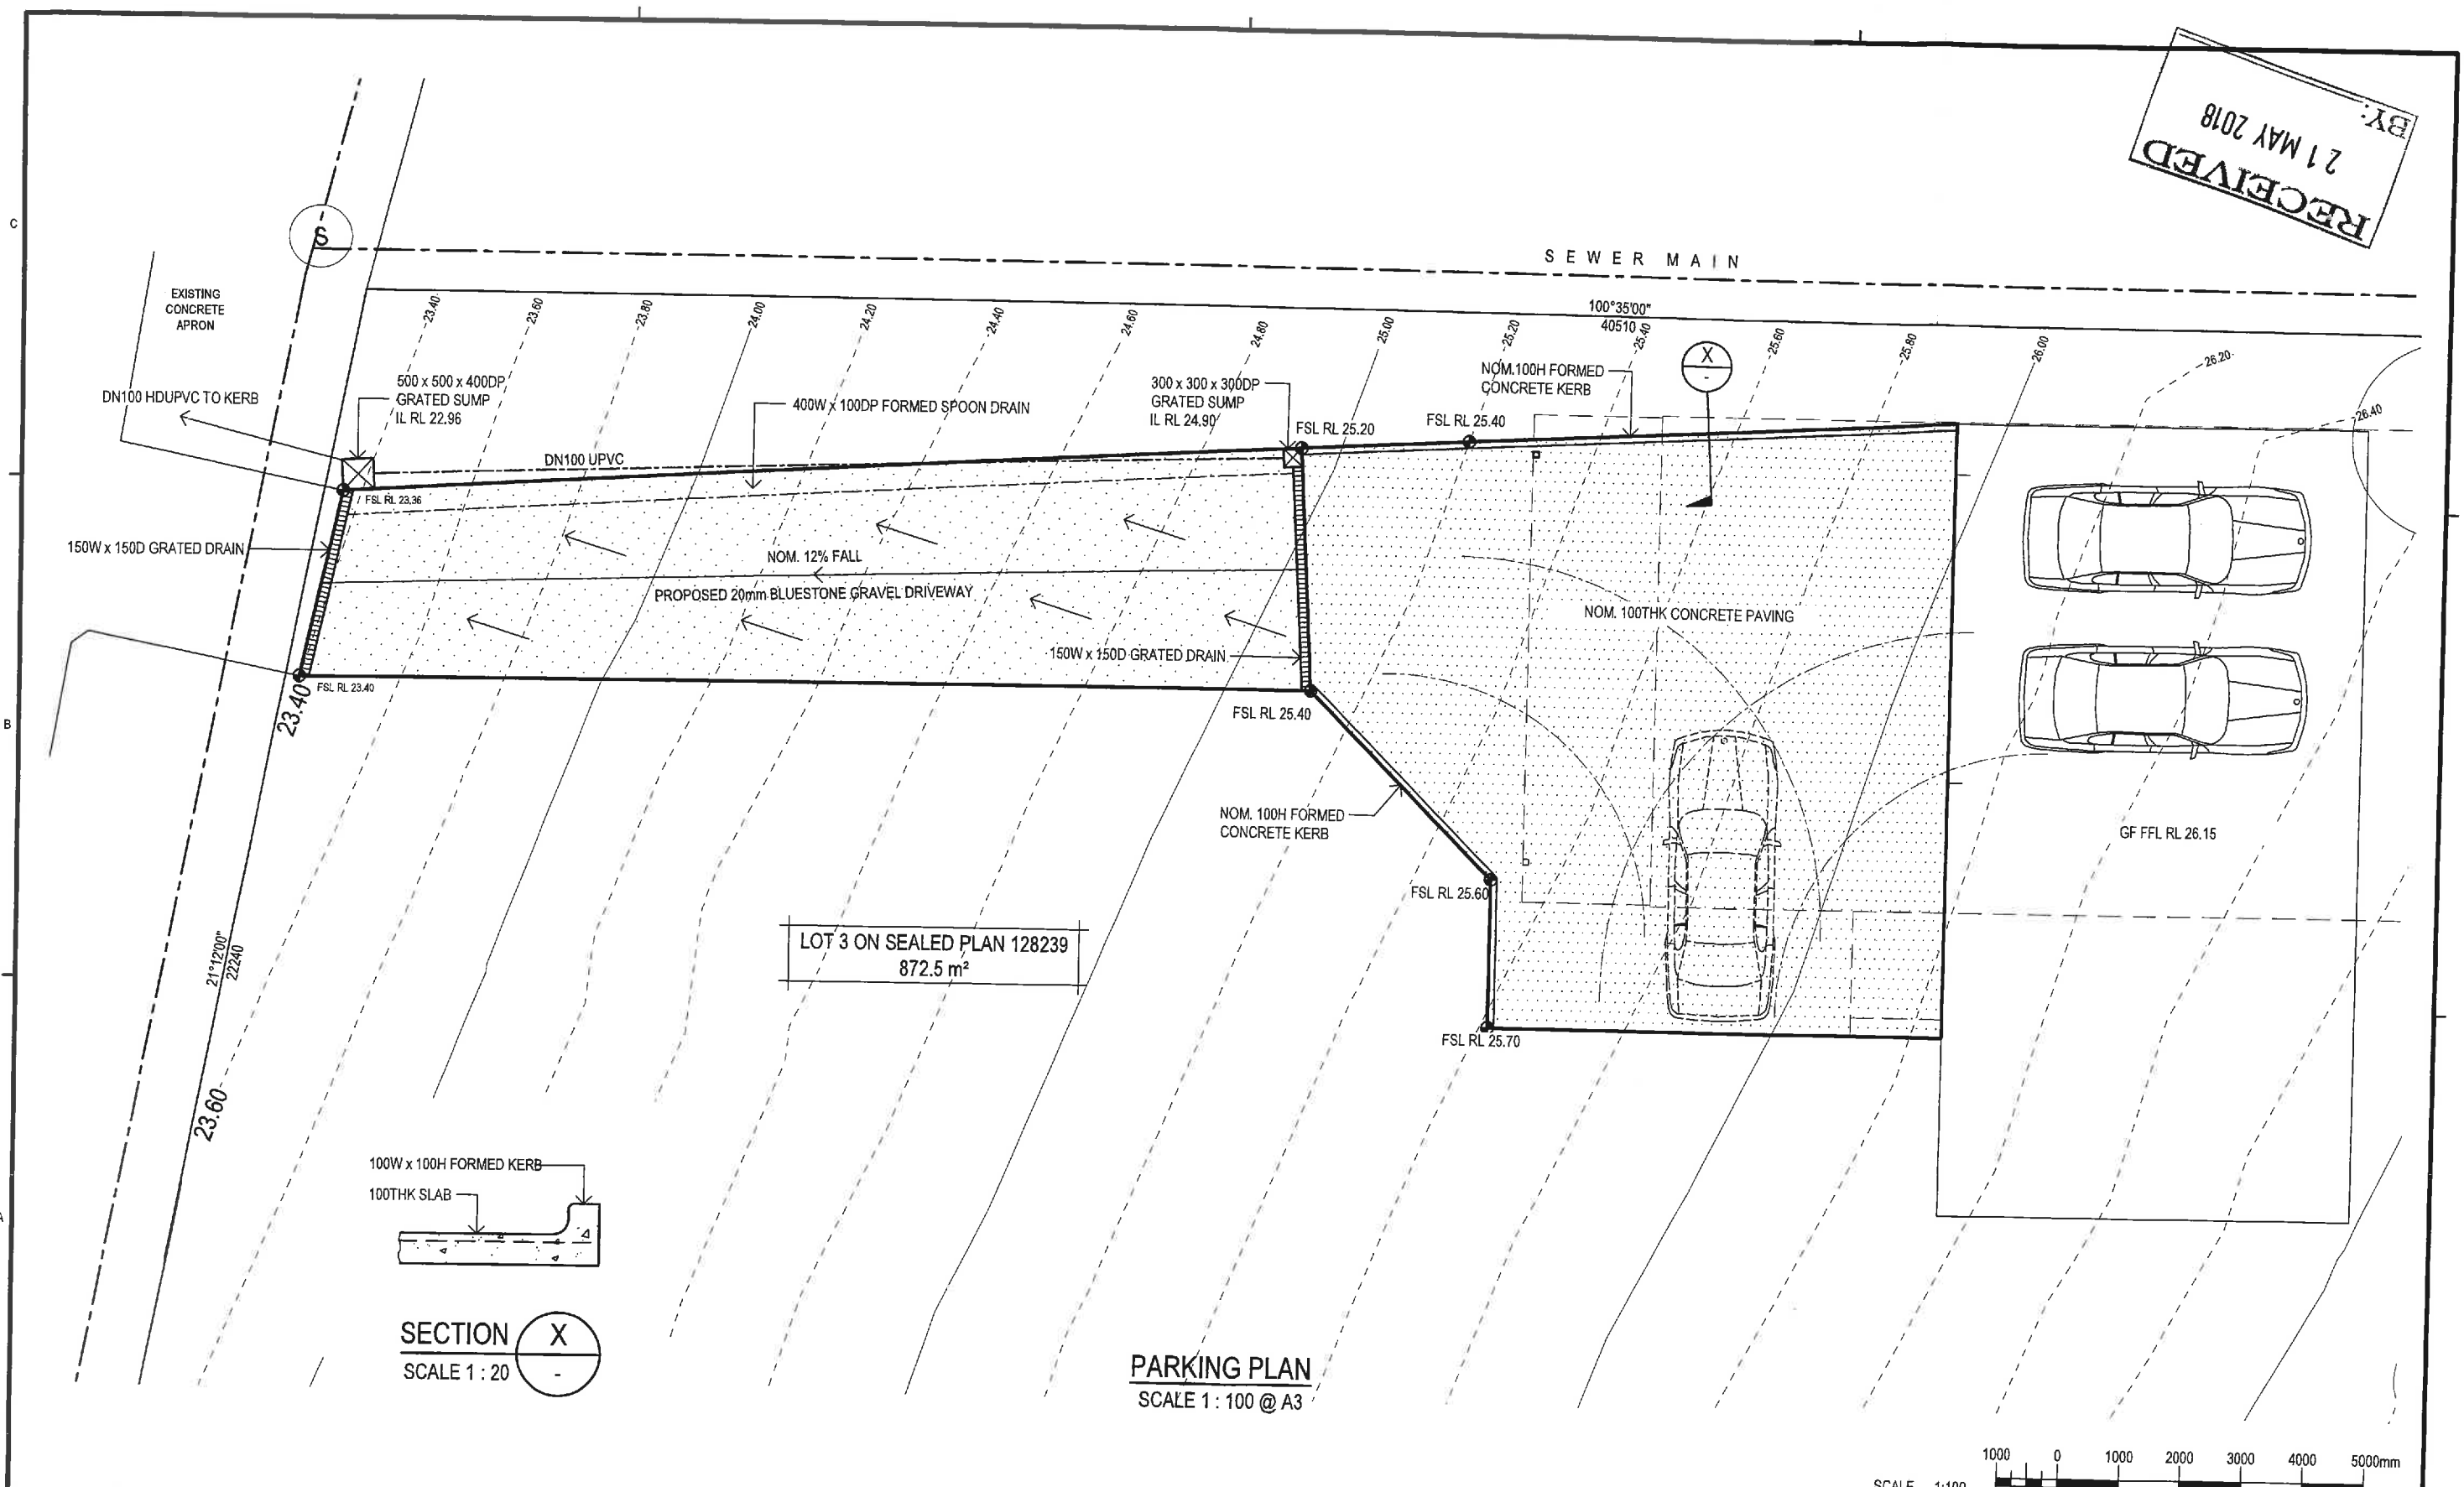 RECEIVED
21 MAY 2018
BY:
C
S
SEWER MAIN
EXISTING
CONCRETE
APRON
100°35'00"
40510
23.40
23.60
23.80
24.00
24.20
24.40
24.60
24.80
25.00
25.20
25.40
25.60
25.80
26.00
26.20
26.40
X
-
NOM.100H FORMED
CONCRETE KERB
500 x 500 x 400DP
GRATED SUMP
IL RL 22.96
DN100 HDUPVC TO KERB
400W x 100DP FORMED SPOON DRAIN
300 x 300 x 300DP
GRATED SUMP
IL RL 24.90
FSL RL 25.20
FSL RL 25.40
DN100 UPVC
FSL RL 23.36
150W x 150D GRATED DRAIN
NOM. 12% FALL
PROPOSED 20mm BLUESTONE GRAVEL DRIVEWAY
NOM. 100THK CONCRETE PAVING
150W x 150D GRATED DRAIN
FSL RL 23.40
23.40
B
FSL RL 25.40
NOM. 100H FORMED
CONCRETE KERB
GF FFL RL 26.15
FSL RL 25.60
21°12'00"
22240
LOT 3 ON SEALED PLAN 128239
872.5 m²
FSL RL 25.70
23.60
100W x 100H FORMED KERB
100THK SLAB
SECTION
X
-
SCALE 1 : 20
PARKING PLAN
SCALE 1 : 100 @ A3
1000 0 1000 2000 3000 4000 5000mm
SCALE 1:100